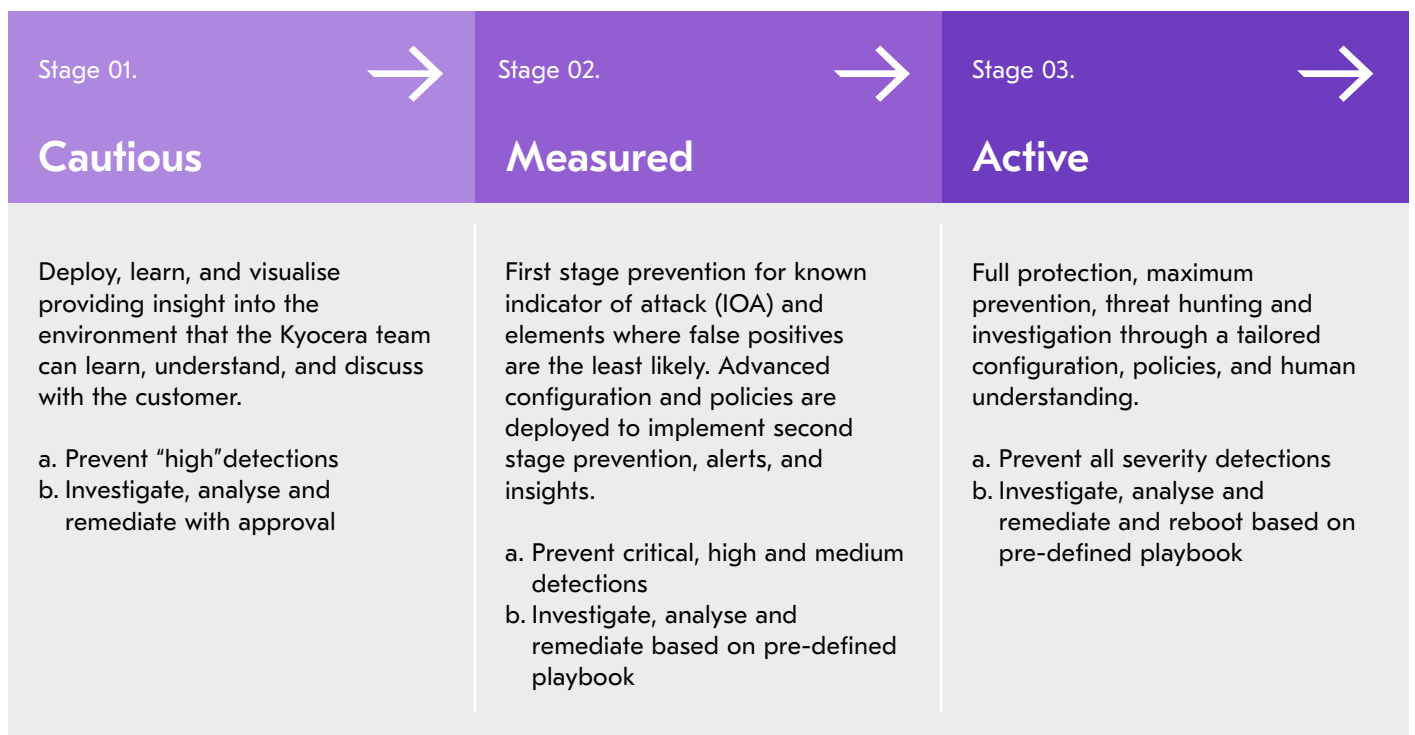 Stage 01.
Cautious
Deploy, learn, and visualise
providing insight into the
environment that the Kyocera team
can learn, understand, and discuss
with the customer.
a. Prevent “high”detections
b. Investigate, analyse and
remediate with approval
Stage 02.
Measured
First stage prevention for known
indicator of attack (IOA) and
elements where false positives
are the least likely. Advanced
configuration and policies are
deployed to implement second
stage prevention, alerts, and
insights.
a. Prevent critical, high and medium
detections
b. Investigate, analyse and
remediate based on pre-defined
playbook
Stage 03.
Active
Full protection, maximum
prevention, threat hunting and
investigation through a tailored
configuration, policies, and human
understanding.
a. Prevent all severity detections
b. Investigate, analyse and
remediate and reboot based on
pre-defined playbook